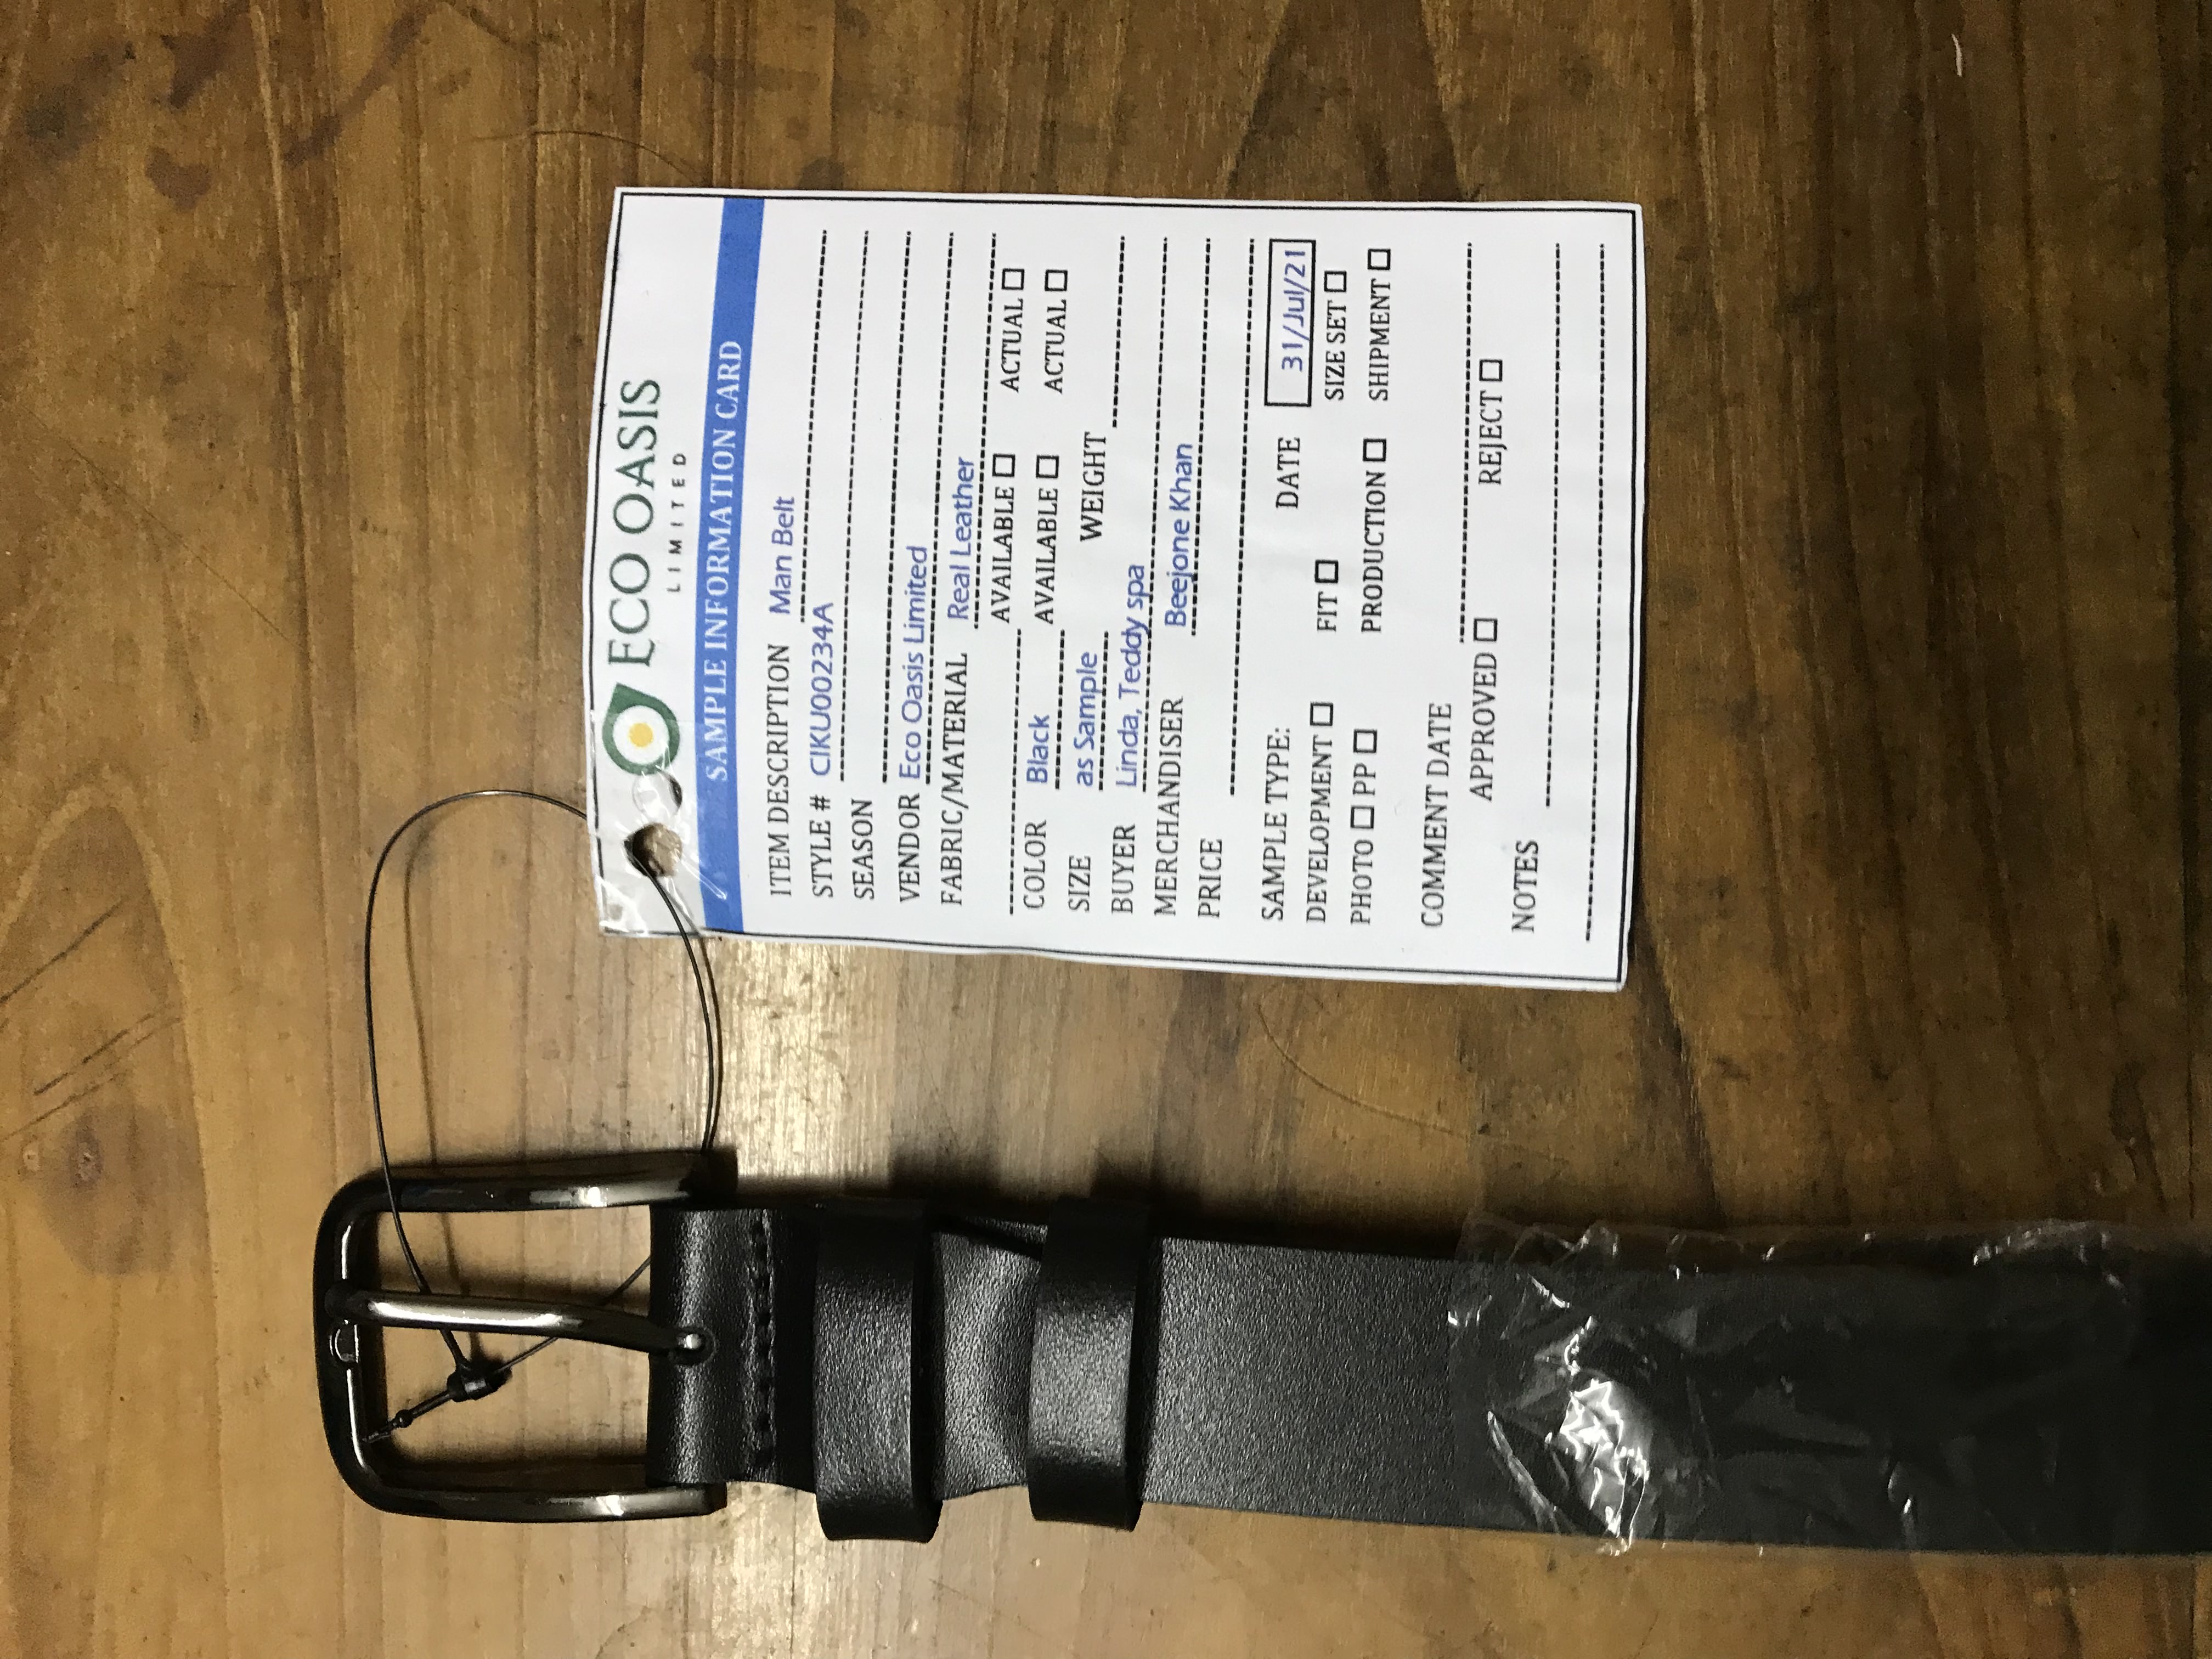 ECO OASIS
LIMITED
SAMPLE INFORMATION CARD
ITEM DESCRIPTION Man Belt
STYLE # CIKU00234A
SEASON
VENDOR Eco Oasis Limited
FABRIC/MATERIAL Real Leather
AVAILABLE ☐ ACTUAL ☐
COLOR Black AVAILABLE ☐ ACTUAL ☐
SIZE as Sample WEIGHT
BUYER Linda, Teddy spa
MERCHANDISER Beejone Khan
PRICE
SAMPLE TYPE: DATE 31/Jul/21
DEVELOPMENT ☐ FIT ☐ SIZE SET ☐
PHOTO ☐ PP ☐ PRODUCTION ☐ SHIPMENT ☐
COMMENT DATE
APPROVED ☐ REJECT ☐
NOTES